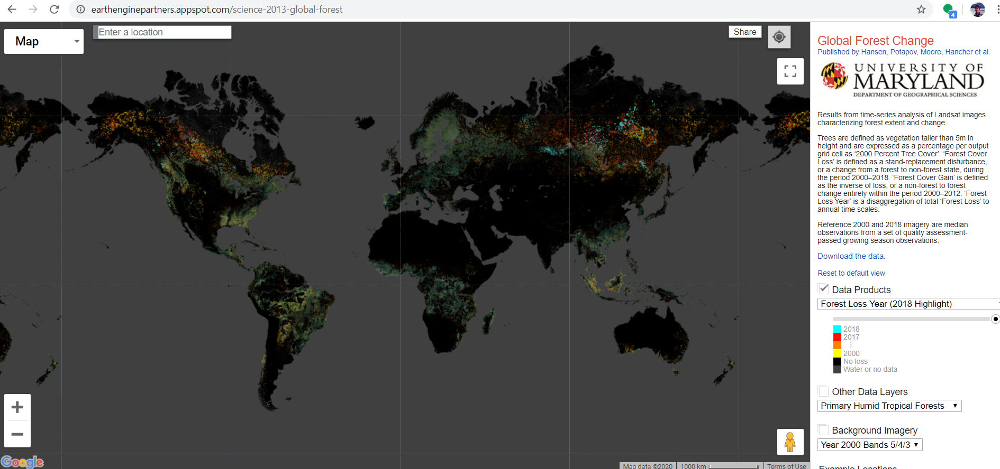 earthenginepartners.appspot.com/science-2013-global-forest
4
Map
Enter a location
Share
Global Forest Change
Published by Hansen, Potapov, Moore, Hancher et al.
UNIVERSITY OF
MARYLAND
DEPARTMENT OF GEOGRAPHICAL SCIENCES
Results from time-series analysis of Landsat images
characterizing forest extent and change.
Trees are defined as vegetation taller than 5m in
height and are expressed as a percentage per output
grid cell as ‘2000 Percent Tree Cover’. ‘Forest Cover
Loss’ is defined as a stand-replacement disturbance,
or a change from a forest to non-forest state, during
the period 2000–2018. ‘Forest Cover Gain’ is defined
as the inverse of loss, or a non-forest to forest
change entirely within the period 2000–2012. ‘Forest
Loss Year’ is a disaggregation of total ‘Forest Loss’ to
annual time scales.
Reference 2000 and 2018 imagery are median
observations from a set of quality assessment-
passed growing season observations.
Download the data.
Reset to default view
Data Products
Forest Loss Year (2018 Highlight)
2018
2017
⋮
2000
No loss
Water or no data
Other Data Layers
Primary Humid Tropical Forests
Background Imagery
Year 2000 Bands 5/4/3
Example Locations
Google
Map data ©2020
1000 km
Terms of Use